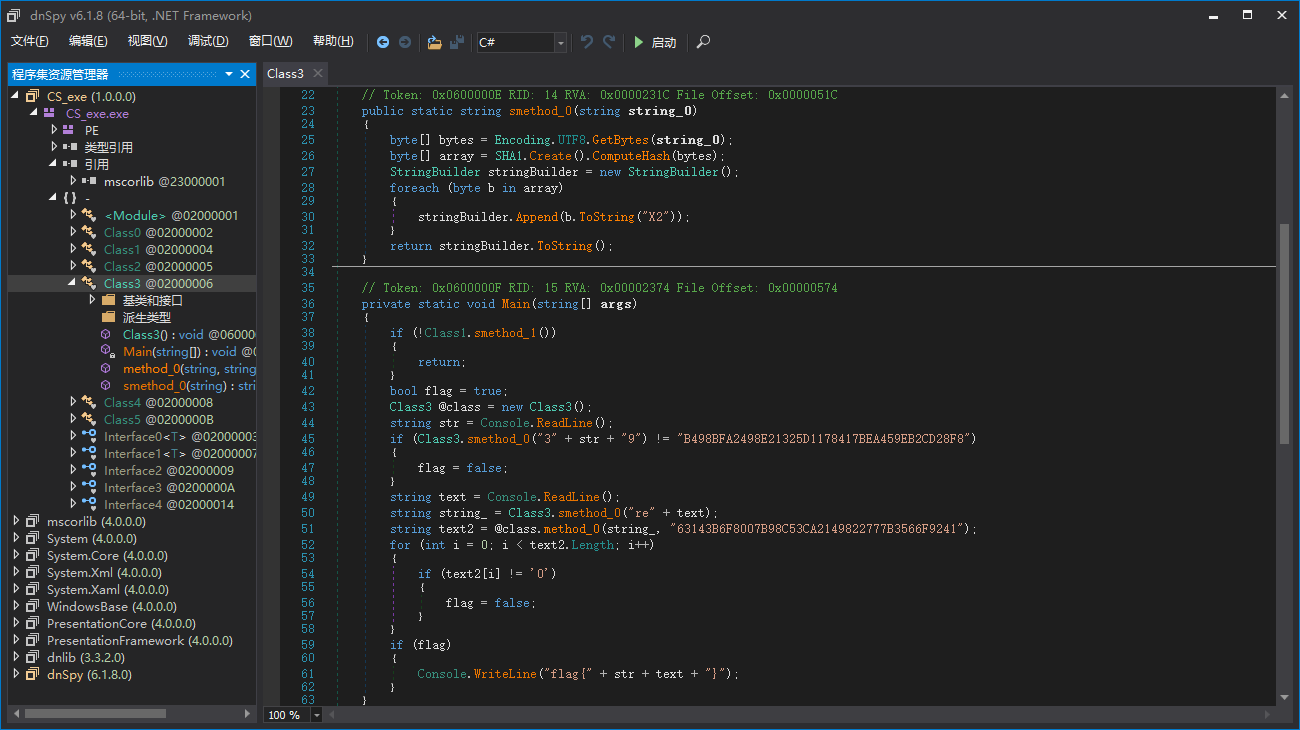 dnSpy v6.1.8 (64-bit, .NET Framework)
文件(F) 编辑(E) 视图(V) 调试(D) 窗口(W) 帮助(H) C# 启动
程序集资源管理器
CS_exe (1.0.0.0)
CS_exe.exe
PE
类型引用
引用
mscorlib @23000001
{ } -
<Module> @02000001
Class0 @02000002
Class1 @02000004
Class2 @02000005
Class3 @02000006
基类和接口
派生类型
Class3() : void @06000
Main(string[]) : void @0
method_0(string, string
smethod_0(string) : stri
Class4 @02000008
Class5 @0200000B
Interface0<T> @02000003
Interface1<T> @02000007
Interface2 @02000009
Interface3 @0200000A
Interface4 @02000014
mscorlib (4.0.0.0)
System (4.0.0.0)
System.Core (4.0.0.0)
System.Xml (4.0.0.0)
System.Xaml (4.0.0.0)
WindowsBase (4.0.0.0)
PresentationCore (4.0.0.0)
PresentationFramework (4.0.0.0)
dnlib (3.3.2.0)
dnSpy (6.1.8.0)
Class3
22 // Token: 0x0600000E RID: 14 RVA: 0x0000231C File Offset: 0x0000051C
23 public static string smethod_0(string string_0)
24 {
25 byte[] bytes = Encoding.UTF8.GetBytes(string_0);
26 byte[] array = SHA1.Create().ComputeHash(bytes);
27 StringBuilder stringBuilder = new StringBuilder();
28 foreach (byte b in array)
29 {
30 stringBuilder.Append(b.ToString("X2"));
31 }
32 return stringBuilder.ToString();
33 }
34
35 // Token: 0x0600000F RID: 15 RVA: 0x00002374 File Offset: 0x00000574
36 private static void Main(string[] args)
37 {
38 if (!Class1.smethod_1())
39 {
40 return;
41 }
42 bool flag = true;
43 Class3 @class = new Class3();
44 string str = Console.ReadLine();
45 if (Class3.smethod_0("3" + str + "9") != "B498BFA2498E21325D1178417BEA459EB2CD28F8")
46 {
47 flag = false;
48 }
49 string text = Console.ReadLine();
50 string string_ = Class3.smethod_0("re" + text);
51 string text2 = @class.method_0(string_, "63143B6F8007B98C53CA2149822777B3566F9241");
52 for (int i = 0; i < text2.Length; i++)
53 {
54 if (text2[i] != '0')
55 {
56 flag = false;
57 }
58 }
59 if (flag)
60 {
61 Console.WriteLine("flag{" + str + text + "}");
62 }
63 }
100 %